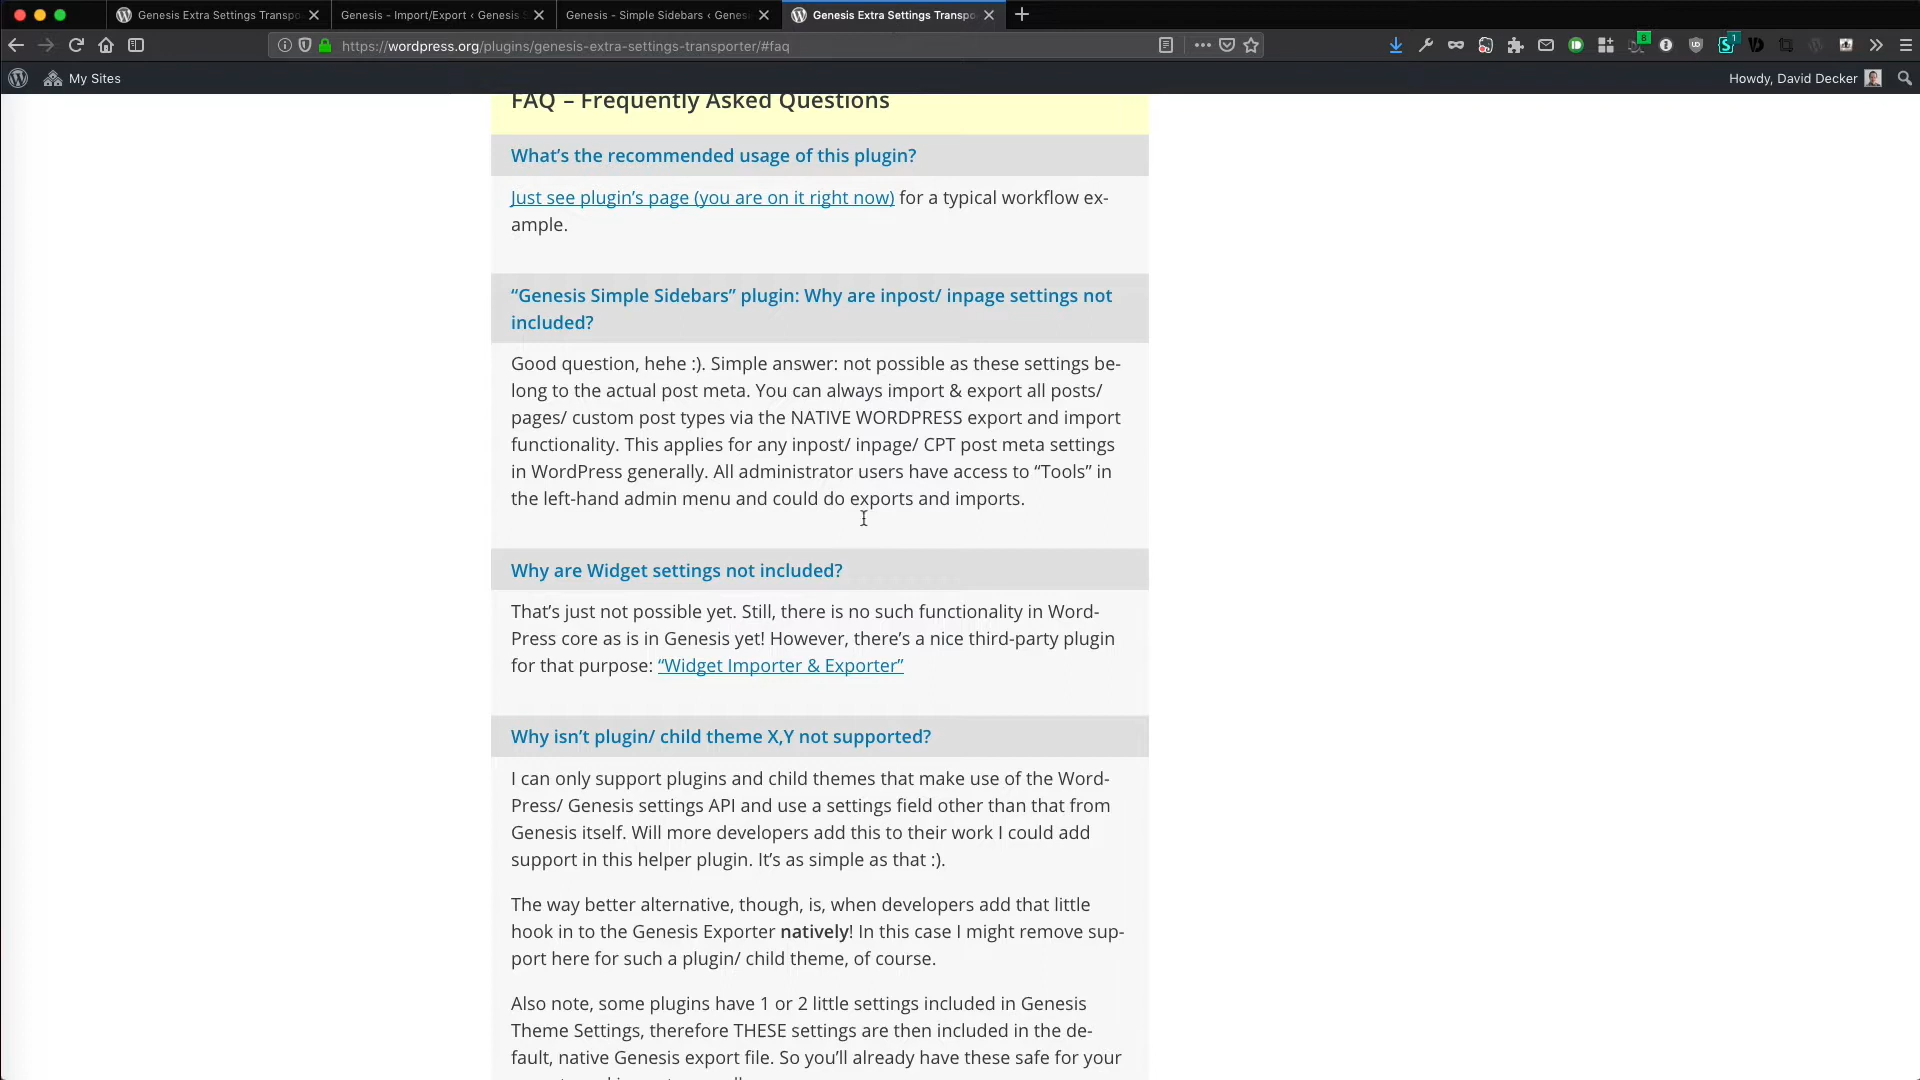 Genesis Extra Settings Transpo
Genesis – Import/Export ‹ Genesis S
Genesis – Simple Sidebars ‹ Genes
Genesis Extra Settings Transpo
https://wordpress.org/plugins/genesis-extra-settings-transporter/#faq
8
1
My Sites
Howdy, David Decker
FAQ – Frequently Asked Questions
What’s the recommended usage of this plugin?
Just see plugin’s page (you are on it right now) for a typical workflow ex-
ample.
“Genesis Simple Sidebars” plugin: Why are inpost/ inpage settings not
included?
Good question, hehe :). Simple answer: not possible as these settings be-
long to the actual post meta. You can always import & export all posts/
pages/ custom post types via the NATIVE WORDPRESS export and import
functionality. This applies for any inpost/ inpage/ CPT post meta settings
in WordPress generally. All administrator users have access to “Tools” in
the left-hand admin menu and could do exports and imports.
Why are Widget settings not included?
That’s just not possible yet. Still, there is no such functionality in Word-
Press core as is in Genesis yet! However, there’s a nice third-party plugin
for that purpose: “Widget Importer & Exporter”
Why isn’t plugin/ child theme X,Y not supported?
I can only support plugins and child themes that make use of the Word-
Press/ Genesis settings API and use a settings field other than that from
Genesis itself. Will more developers add this to their work I could add
support in this helper plugin. It’s as simple as that :).
The way better alternative, though, is, when developers add that little
hook in to the Genesis Exporter natively! In this case I might remove sup-
port here for such a plugin/ child theme, of course.
Also note, some plugins have 1 or 2 little settings included in Genesis
Theme Settings, therefore THESE settings are then included in the de-
fault, native Genesis export file. So you’ll already have these safe for your